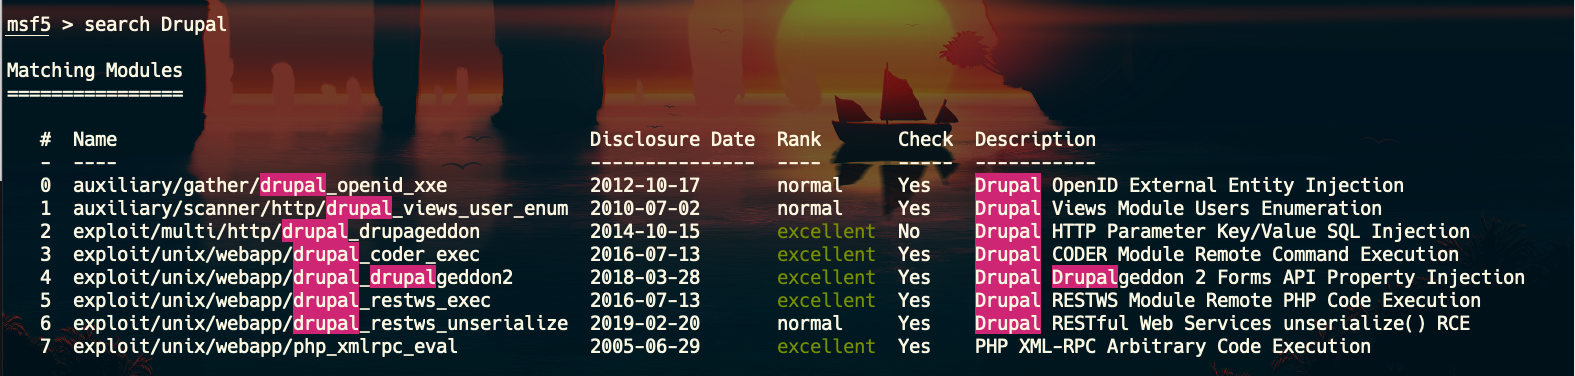 msf5 > search Drupal
Matching Modules
================
#  Name                                       Disclosure Date  Rank       Check  Description
-  ----                                       ---------------  ----       -----  -----------
0  auxiliary/gather/drupal_openid_xxe         2012-10-17       normal     Yes    Drupal OpenID External Entity Injection
1  auxiliary/scanner/http/drupal_views_user_enum  2010-07-02   normal     Yes    Drupal Views Module Users Enumeration
2  exploit/multi/http/drupal_drupageddon      2014-10-15       excellent  No     Drupal HTTP Parameter Key/Value SQL Injection
3  exploit/unix/webapp/drupal_coder_exec      2016-07-13       excellent  Yes    Drupal CODER Module Remote Command Execution
4  exploit/unix/webapp/drupal_drupalgeddon2   2018-03-28       excellent  Yes    Drupal Drupalgeddon 2 Forms API Property Injection
5  exploit/unix/webapp/drupal_restws_exec     2016-07-13       excellent  Yes    Drupal RESTWS Module Remote PHP Code Execution
6  exploit/unix/webapp/drupal_restws_unserialize  2019-02-20   normal     Yes    Drupal RESTful Web Services unserialize() RCE
7  exploit/unix/webapp/php_xmlrpc_eval        2005-06-29       excellent  Yes    PHP XML-RPC Arbitrary Code Execution